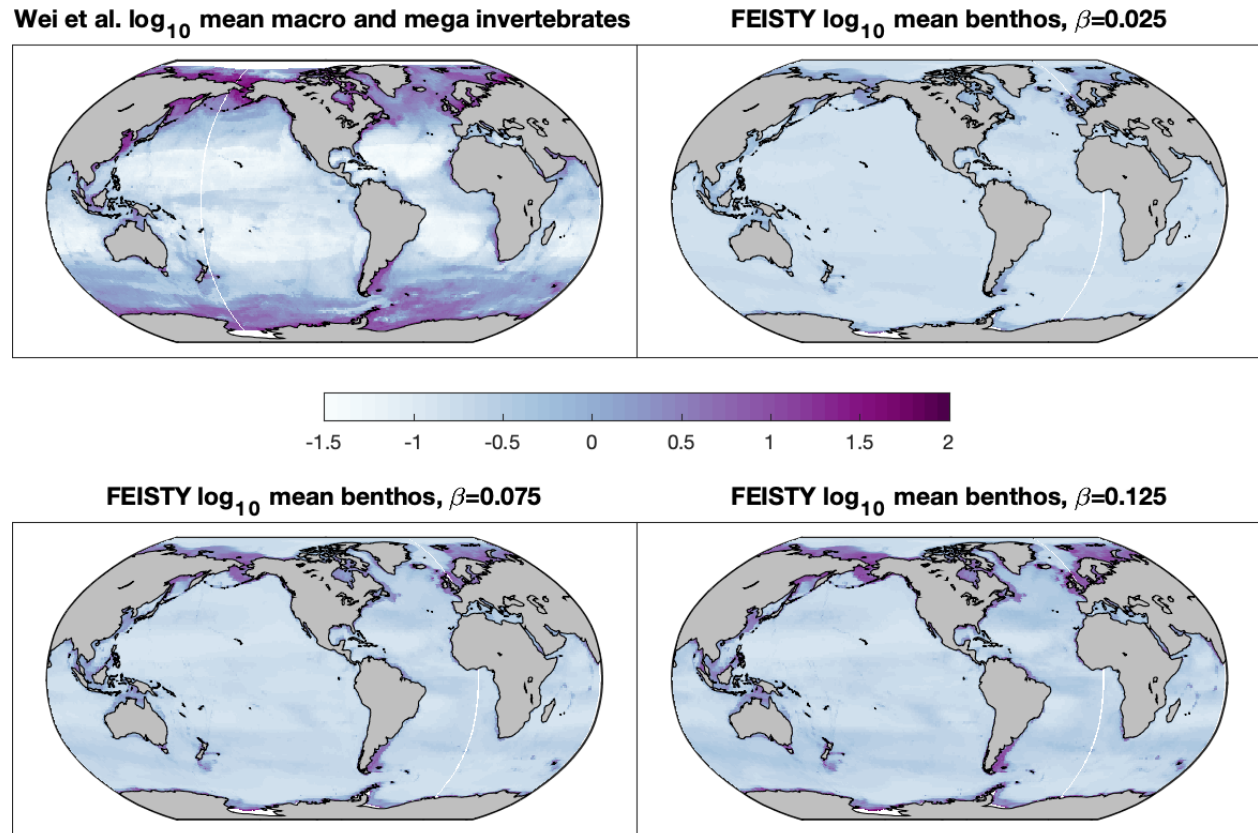 Wei et al. log10 mean macro and mega invertebrates
FEISTY log10 mean benthos, β=0.025
-1.5 -1 -0.5 0 0.5 1 1.5 2
FEISTY log10 mean benthos, β=0.075
FEISTY log10 mean benthos, β=0.125